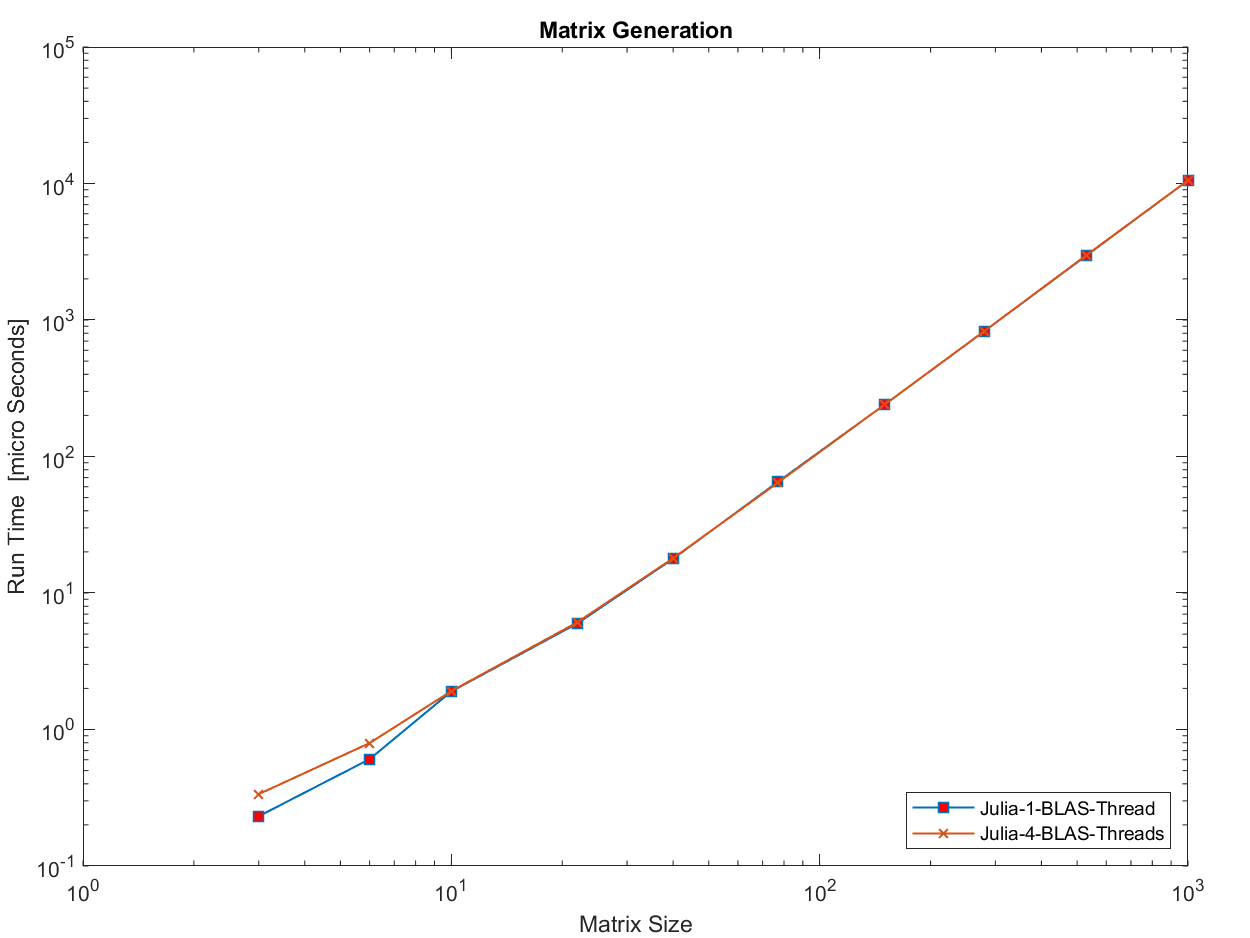 Matrix Generation
10^5
10^4
10^3
10^2
10^1
10^0
10^-1
Run Time [micro Seconds]
10^0 10^1 10^2 10^3
Matrix Size
Julia-1-BLAS-Thread
Julia-4-BLAS-Threads